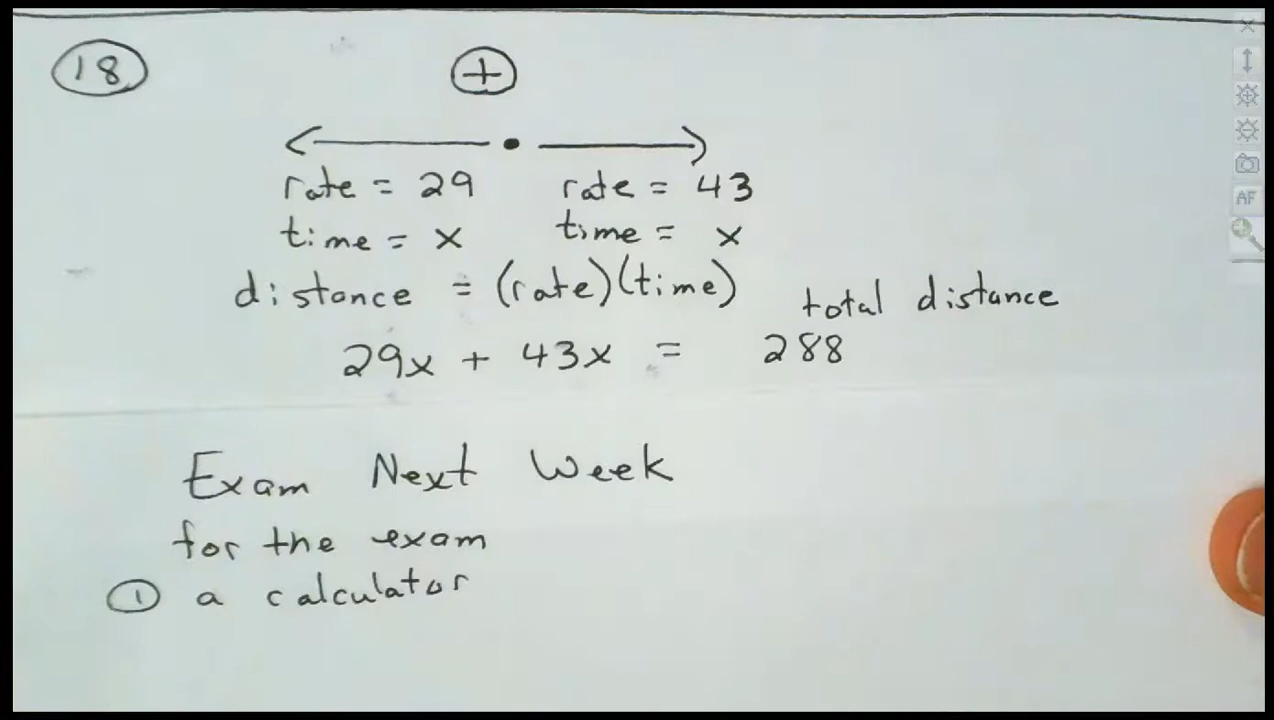 18 +
rate = 29 rate = 43
time = x time = x
distance = (rate)(time)
total distance
29x + 43x = 288
Exam Next Week
for the exam
1 a calculator
AF